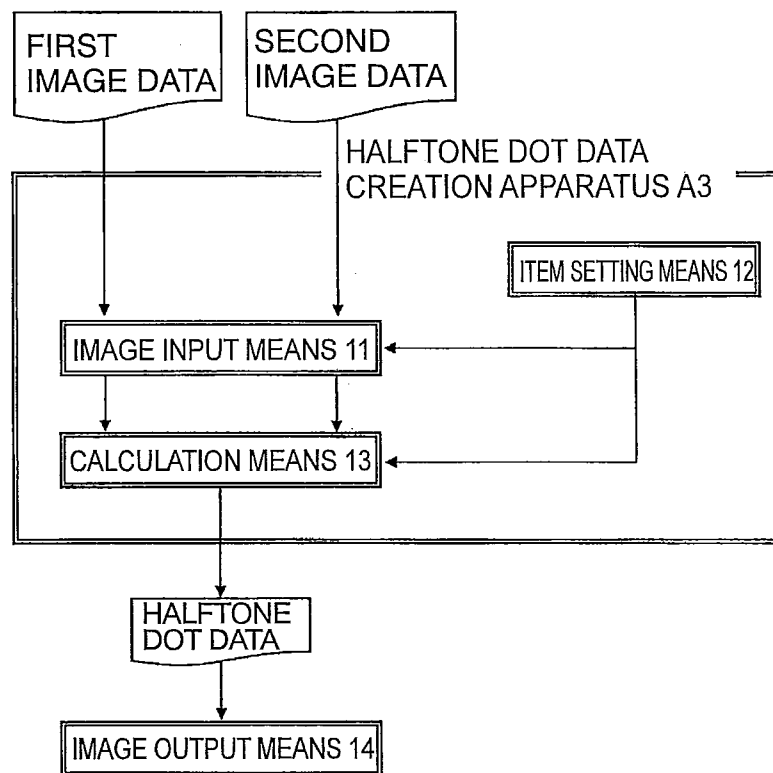 FIRST
IMAGE DATA
SECOND
IMAGE DATA
HALFTONE DOT DATA
CREATION APPARATUS A3
ITEM SETTING MEANS 12
IMAGE INPUT MEANS 11
CALCULATION MEANS 13
HALFTONE
DOT DATA
IMAGE OUTPUT MEANS 14